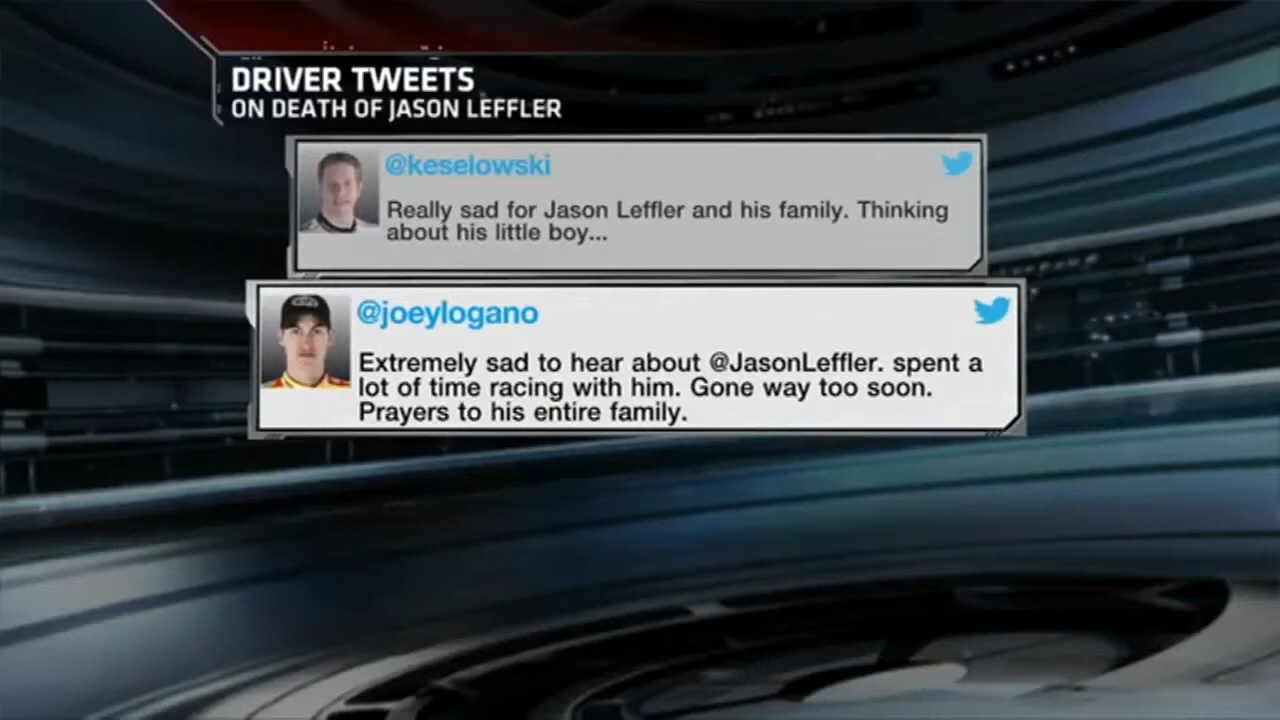 DRIVER TWEETS
ON DEATH OF JASON LEFFLER
@keselowski
Really sad for Jason Leffler and his family. Thinking
about his little boy...
@joeylogano
Extremely sad to hear about @JasonLeffler. spent a
lot of time racing with him. Gone way too soon.
Prayers to his entire family.